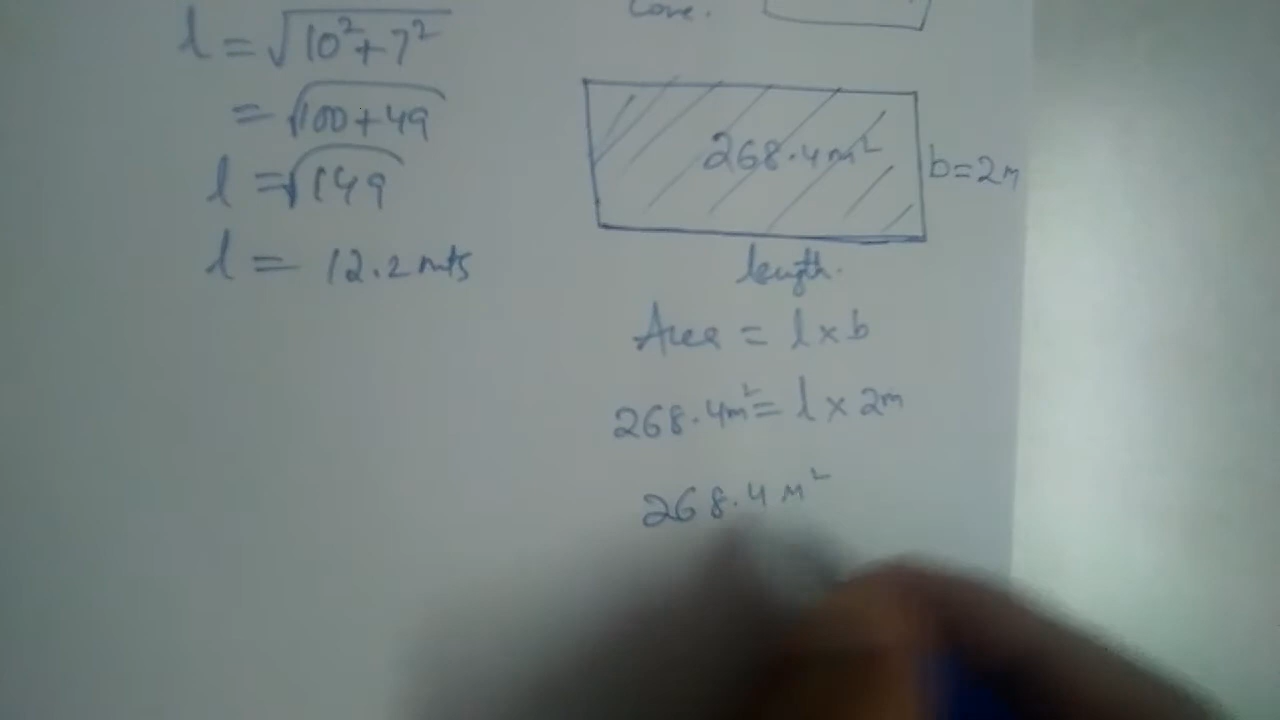 l = √10²+7²
= √100+49
l = √149
l = 12.2 mts
Cone.
268.4m²
b=2m
length.
Area = l x b
268.4m² = l x 2m
268.4 m²